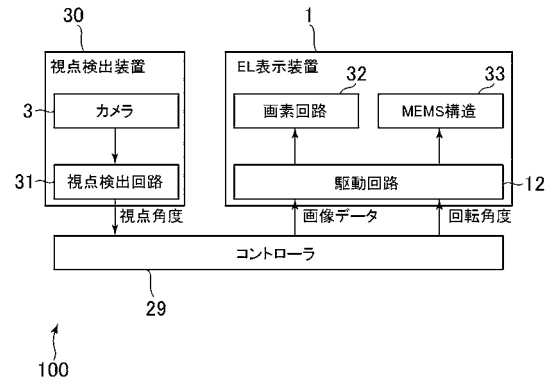 30
1
視点検出装置
EL表示装置
32
33
3
カメラ
画素回路
MEMS構造
31
視点検出回路
駆動回路
12
視点角度
画像データ
回転角度
コントローラ
29
100